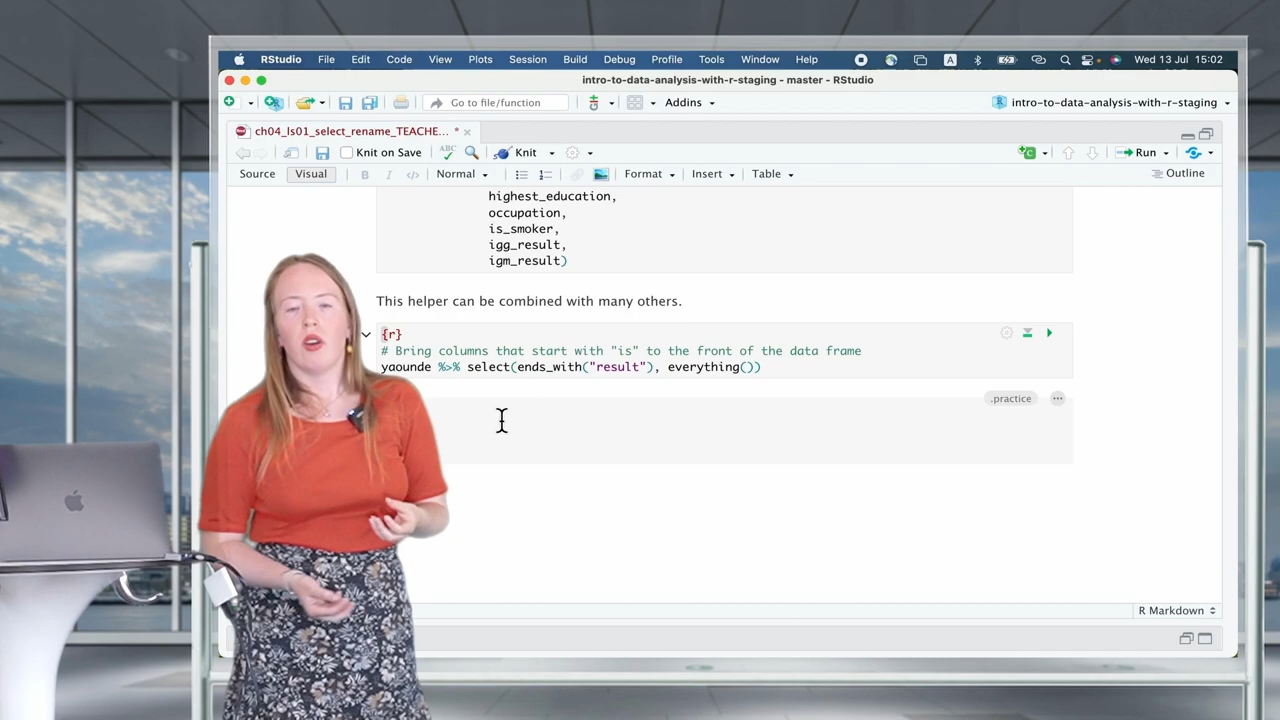 RStudio File Edit Code View Plots Session Build Debug Profile Tools Window Help A Wed 13 Jul 15:02
intro-to-data-analysis-with-r-staging - master - RStudio
Go to file/function Addins intro-to-data-analysis-with-r-staging
ch04_ls01_select_rename_TEACHE... *
Knit on Save ABC Knit Run
Source Visual B I </> Normal Format Insert Table Outline
highest_education,
occupation,
is_smoker,
igg_result,
igm_result)
This helper can be combined with many others.
{r}
# Bring columns that start with "is" to the front of the data frame
yaounde %>% select(ends_with("result"), everything())
.practice
R Markdown